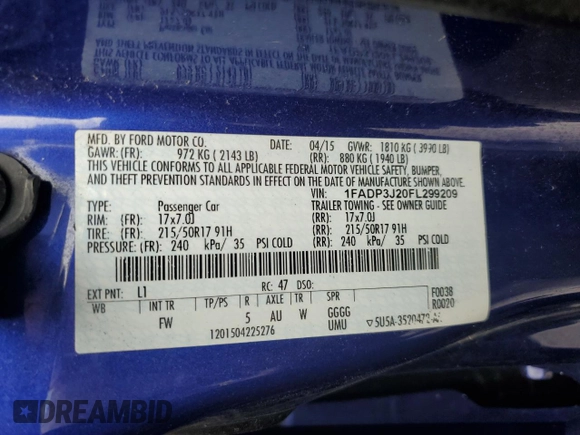 MFD. BY FORD MOTOR CO. DATE: 04/15 GVWR: 1810 KG ( 3990 LB)
GAWR: (FR): 972 KG ( 2143 LB) (RR): 880 KG ( 1940 LB)
THIS VEHICLE CONFORMS TO ALL APPLICABLE FEDERAL MOTOR VEHICLE SAFETY, BUMPER,
AND THEFT PREVENTION STANDARDS IN EFFECT ON THE DATE OF MANUFACTURE SHOWN ABOVE.
VIN: 1FADP3J20FL299209
TYPE: Passenger Car TRAILER TOWING - SEE OWNER GUIDE
RIM: (FR): 17x7.0J (RR): 17x7.0J
TIRES: (FR): 215/50R17 91H (RR): 215/50R17 91H
PRESSURE: (FR): 240 kPa/ 35 PSI COLD (RR): 240 kPa/ 35 PSI COLD
EXT PNT: L1 RC: 47 DSO: F0038
WB INT TR TP/PS R AXLE TR SPR R0020
FW 5 AU W GGGG
1201504225276 UMU
DREAMBID